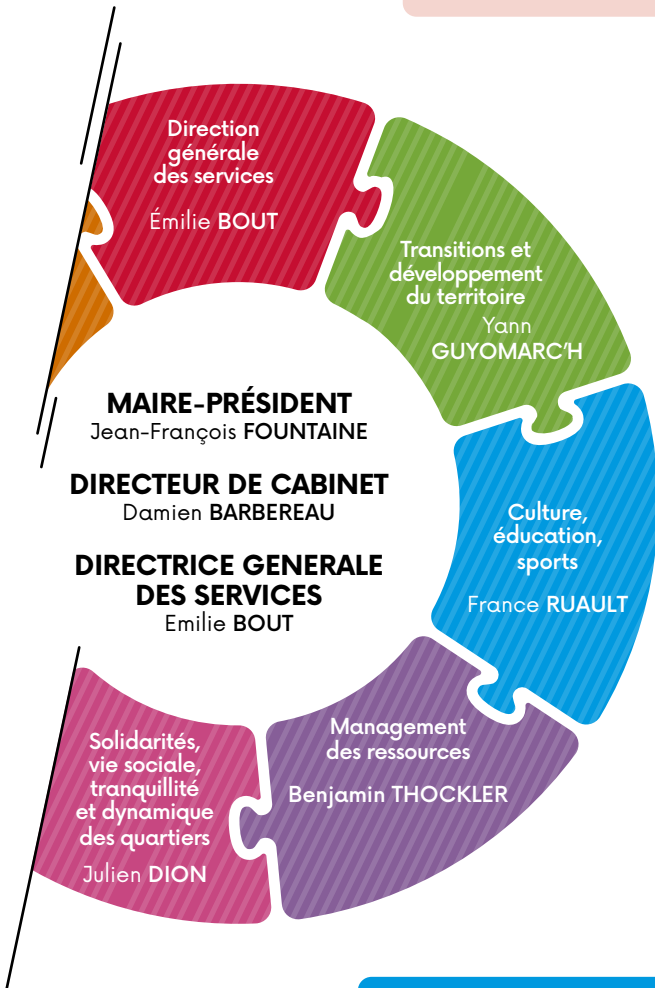 Direction
générale
des services
Émilie BOUT
Transitions et
développement
du territoire
Yann
GUYOMARC'H
MAIRE-PRÉSIDENT
Jean-François FOUNTAINE
DIRECTEUR DE CABINET
Damien BARBEREAU
DIRECTRICE GENERALE
DES SERVICES
Emilie BOUT
Culture,
éducation,
sports
France RUAULT
Management
des ressources
Benjamin THOCKLER
Solidarités,
vie sociale,
tranquillité
et dynamique
des quartiers
Julien DION